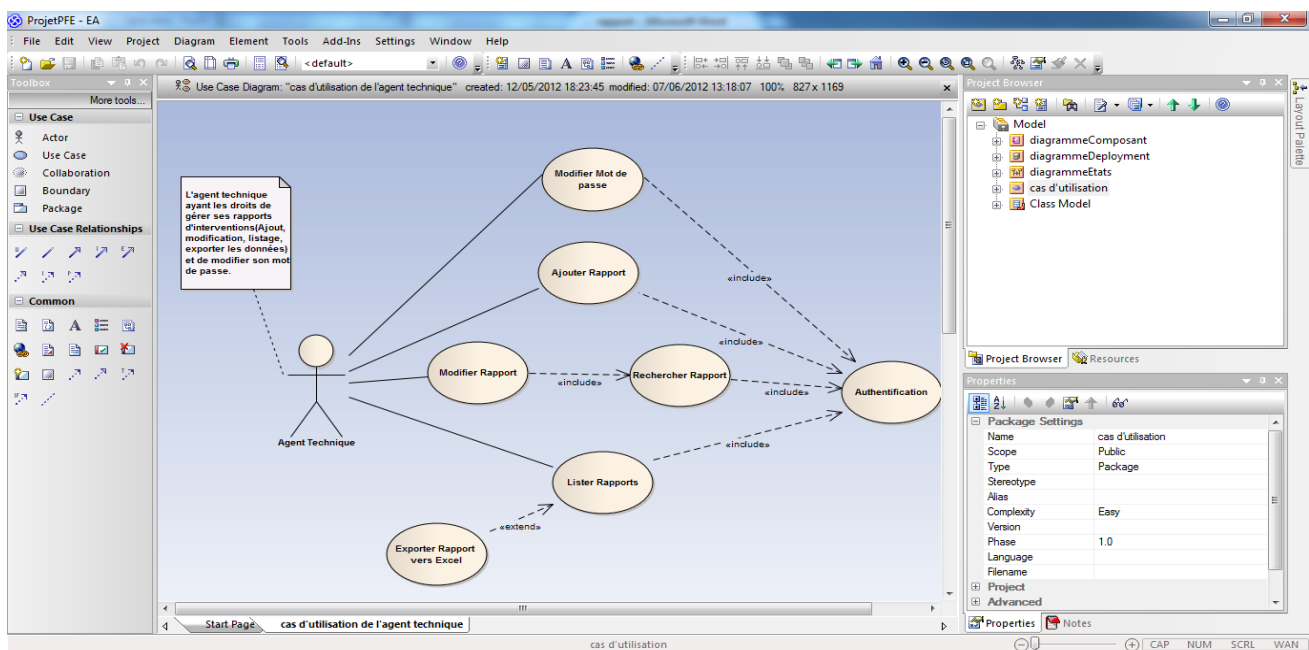 ProjetPFE - EA
File Edit View Project Diagram Element Tools Add-Ins Settings Window Help
<default>
Toolbox
More tools...
Use Case
Actor
Use Case
Collaboration
Boundary
Package
Use Case Relationships
Common
Use Case Diagram: "cas d'utilisation de l'agent technique" created: 12/05/2012 18:23:45 modified: 07/06/2012 13:18:07 100% 827 x 1169
L'agent technique
ayant les droits de
gérer ses rapports
d'interventions(Ajout,
modification, listage,
exporter les données)
et de modifier son mot
de passe.
Modifier Mot de
passe
Ajouter Rapport
«include»
«include»
Modifier Rapport
«include»
Rechercher Rapport
«include»
Authentification
Agent Technique
«include»
Lister Rapports
«extend»
Exporter Rapport
vers Excel
Start Page
cas d'utilisation de l'agent technique
Project Browser
Model
diagrammeComposant
diagrammeDeployment
diagrammeEtats
cas d'utilisation
Class Model
Layout Palette
Project Browser
Resources
Properties
Package Settings
Name cas d'utilisation
Scope Public
Type Package
Stereotype
Alias
Complexity Easy
Version
Phase 1.0
Language
Filename
Project
Advanced
Properties
Notes
cas d'utilisation
CAP NUM SCRL WAN